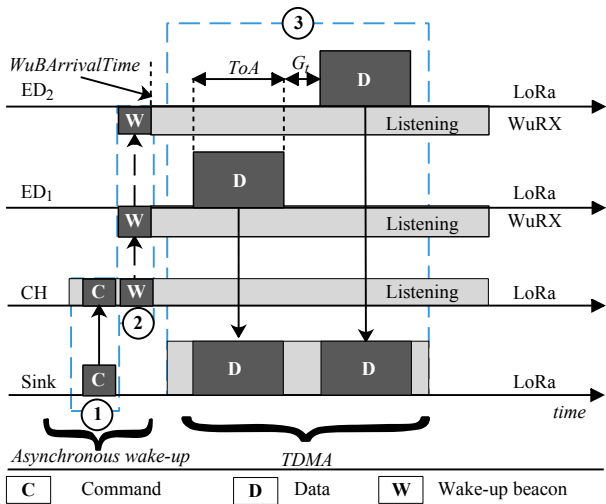 3
WuBArrivalTime
ToA
Gt
D
ED2
LoRa
W
Listening
WuRX
D
ED1
LoRa
W
Listening
WuRX
CH
C
W
Listening
LoRa
2
C
D
D
Sink
LoRa
1
time
Asynchronous wake-up
TDMA
C Command D Data W Wake-up beacon